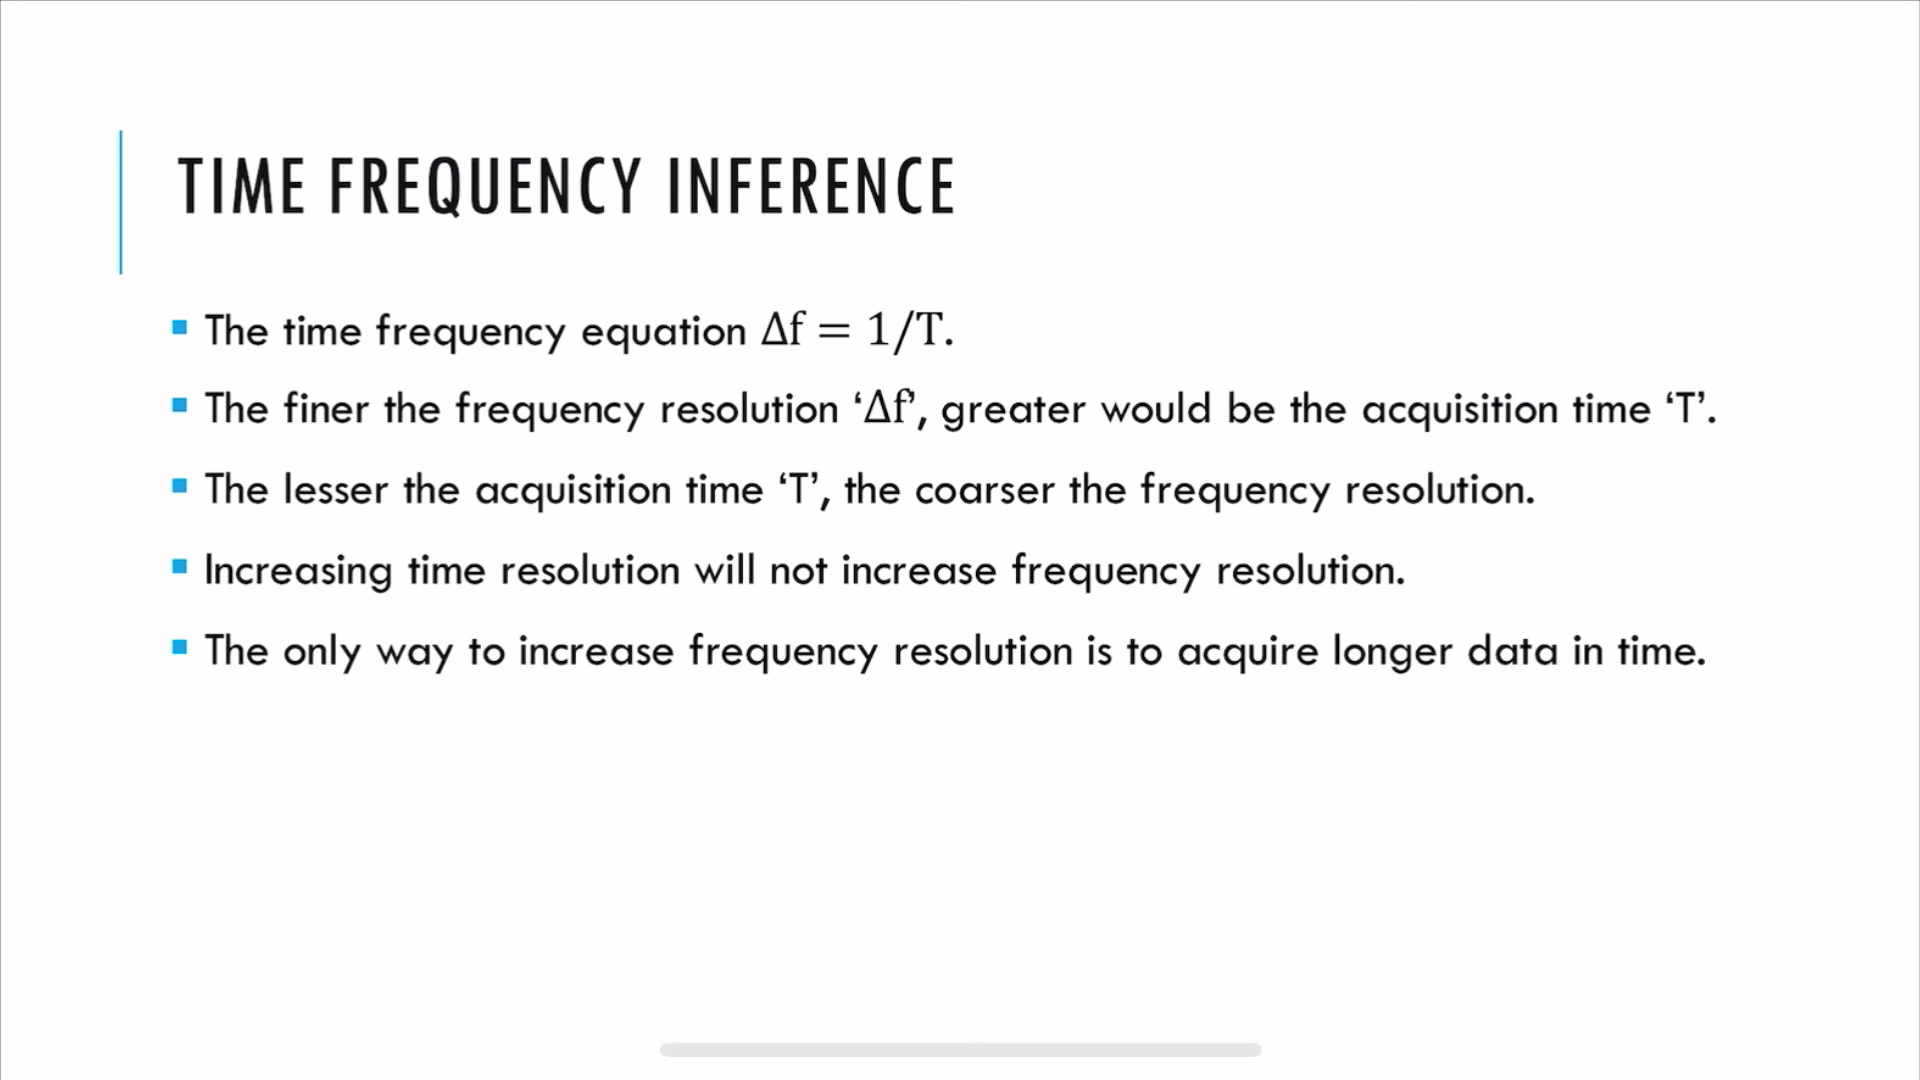 TIME FREQUENCY INFERENCE
▪ The time frequency equation Δf = 1/T.
▪ The finer the frequency resolution ‘Δf’, greater would be the acquisition time ‘T’.
▪ The lesser the acquisition time ‘T’, the coarser the frequency resolution.
▪ Increasing time resolution will not increase frequency resolution.
▪ The only way to increase frequency resolution is to acquire longer data in time.